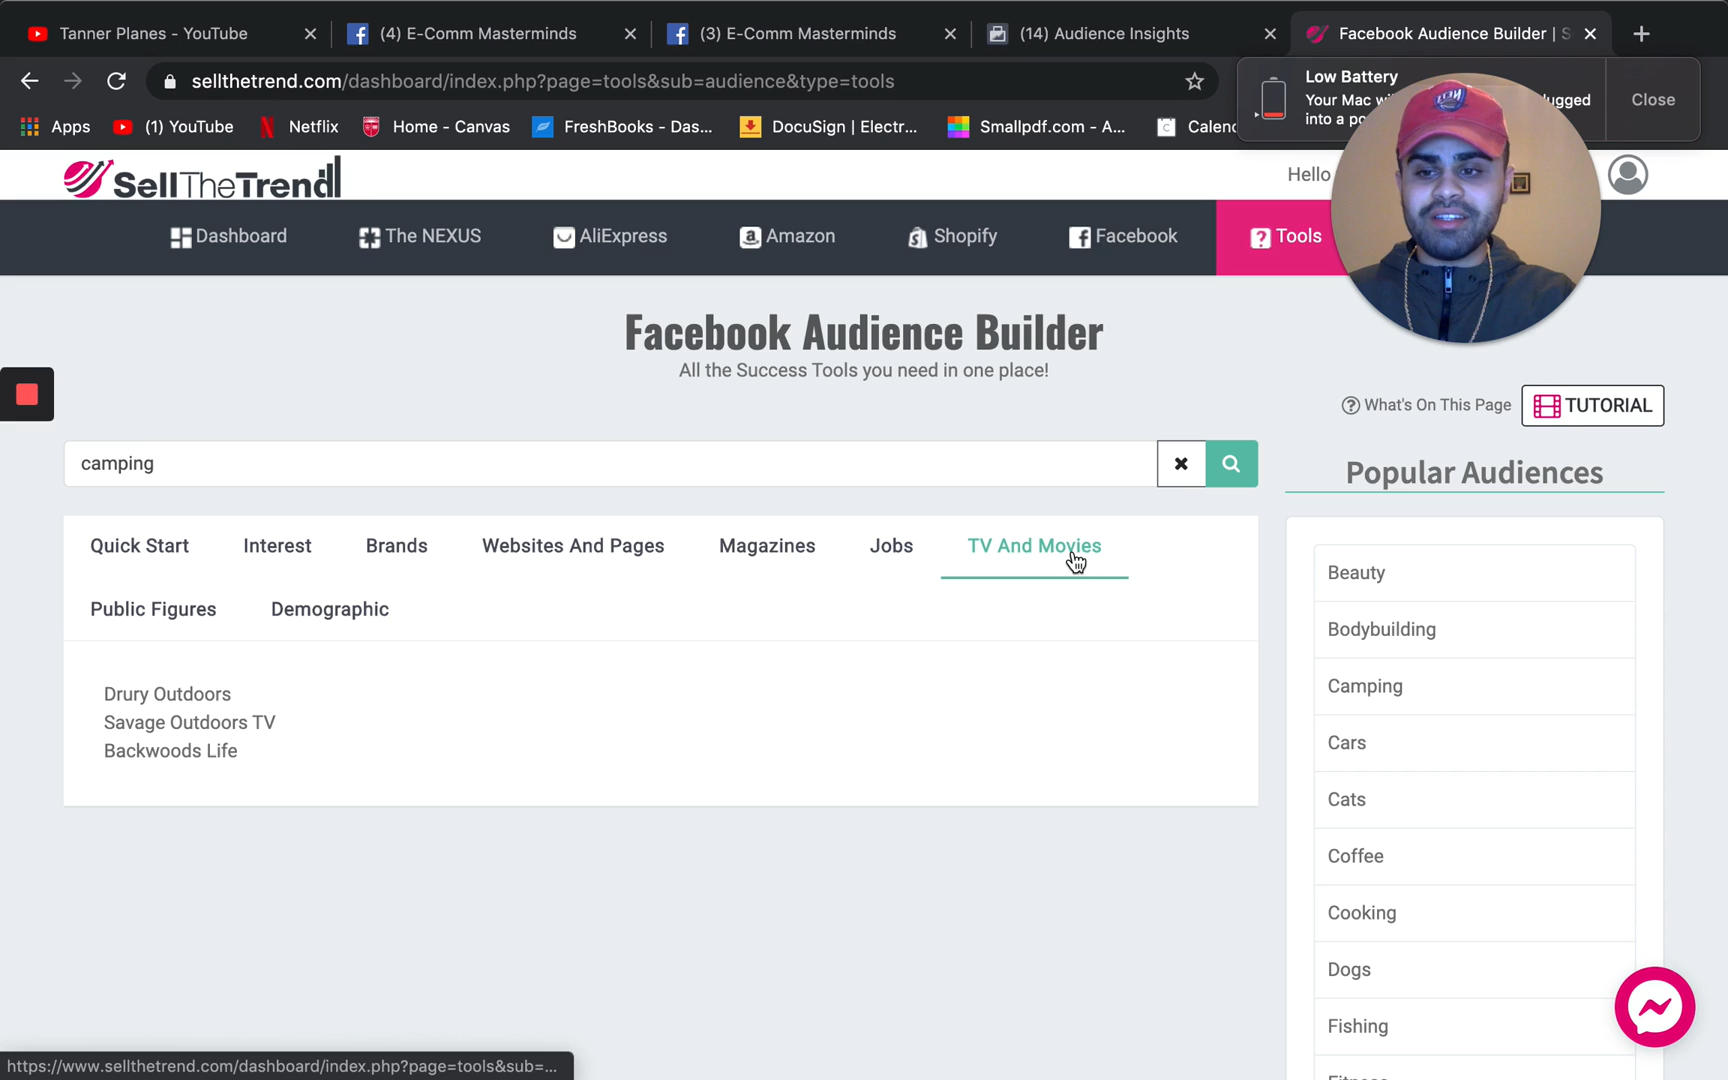 Tanner Planes - YouTube
(4) E-Comm Masterminds
(3) E-Comm Masterminds
(14) Audience Insights
Facebook Audience Builder | S
sellthetrend.com/dashboard/index.php?page=tools&sub=audience&type=tools
Low Battery
Your Mac wi
ugged
into a po
Close
Apps
(1) YouTube
Netflix
Home - Canvas
FreshBooks - Das...
DocuSign | Electr...
Smallpdf.com - A...
Calend
SellTheTrend
Hello
Dashboard
The NEXUS
AliExpress
Amazon
Shopify
Facebook
Tools
Facebook Audience Builder
All the Success Tools you need in one place!
What's On This Page
TUTORIAL
camping
Popular Audiences
Quick Start
Interest
Brands
Websites And Pages
Magazines
Jobs
TV And Movies
Public Figures
Demographic
Drury Outdoors
Savage Outdoors TV
Backwoods Life
Beauty
Bodybuilding
Camping
Cars
Cats
Coffee
Cooking
Dogs
Fishing
https://www.sellthetrend.com/dashboard/index.php?page=tools&sub=...